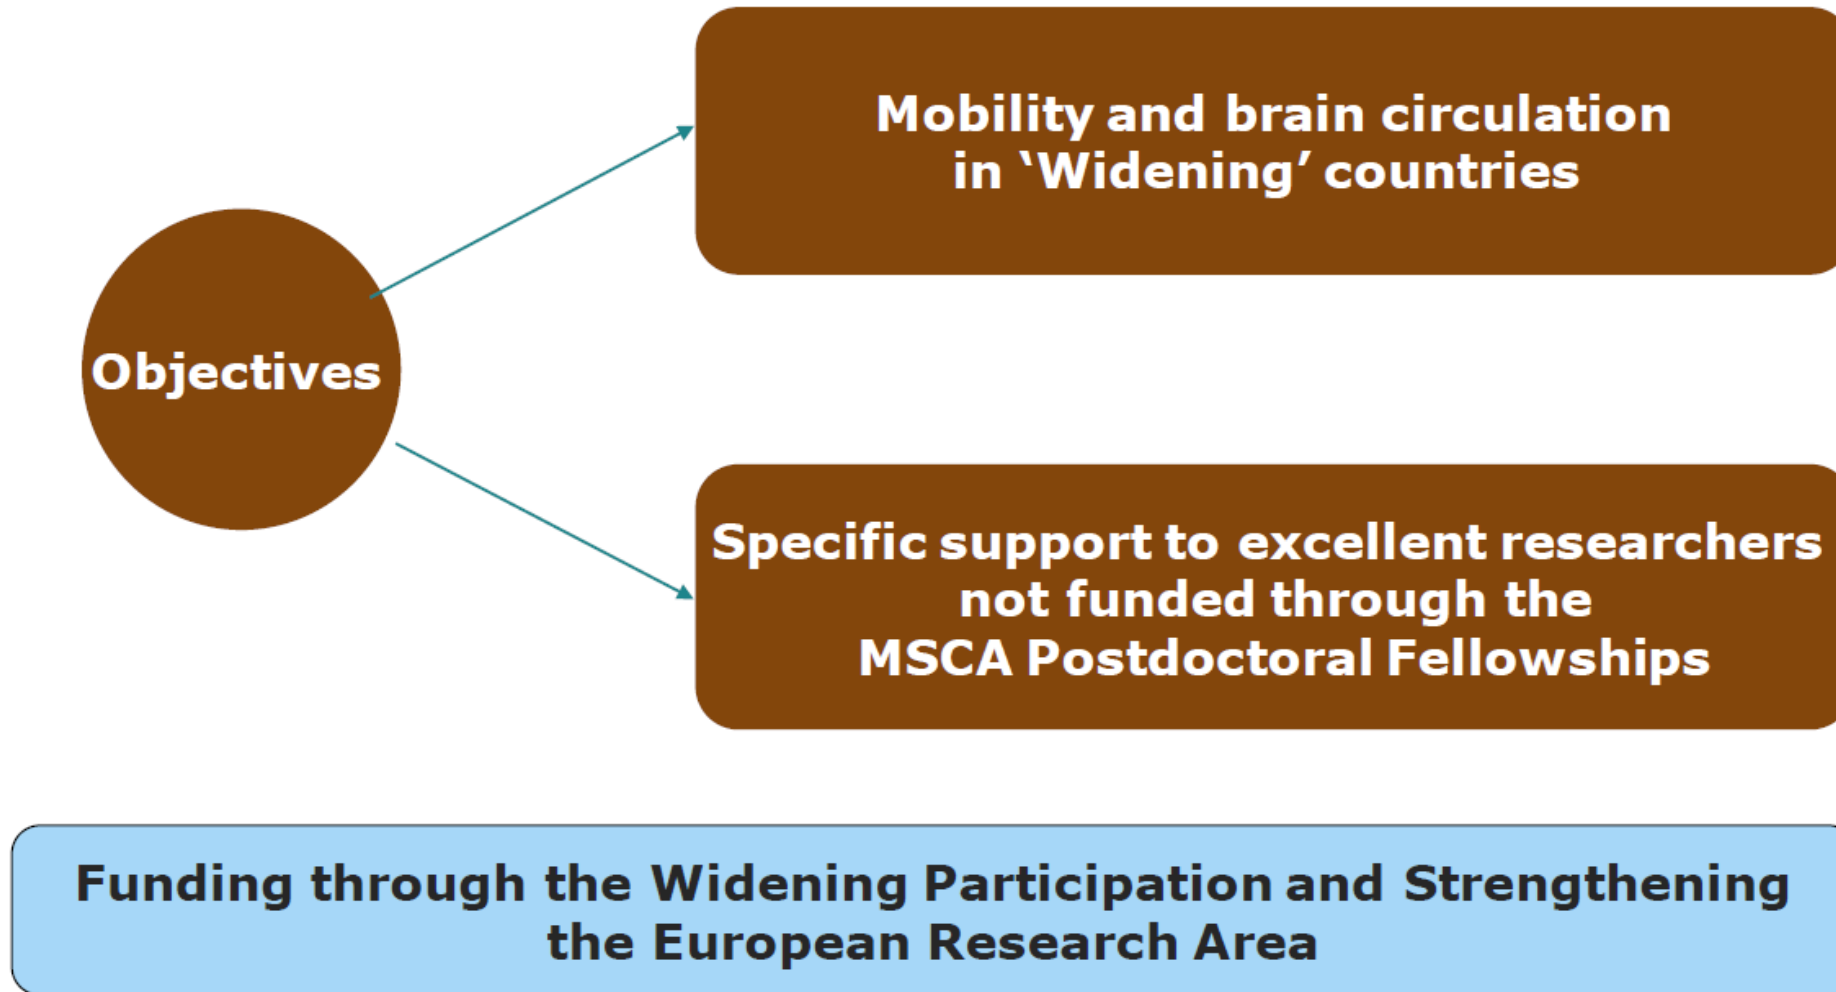 Mobility and brain circulation
in ‘Widening’ countries
Objectives
Specific support to excellent researchers
not funded through the
MSCA Postdoctoral Fellowships
Funding through the Widening Participation and Strengthening
the European Research Area